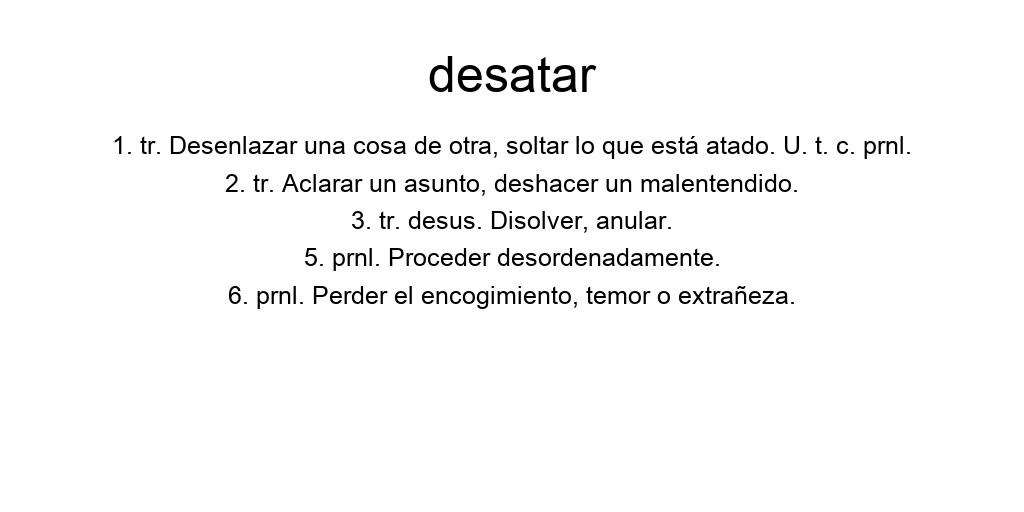 desatar
1. tr. Desenlazar una cosa de otra, soltar lo que está atado. U. t. c. prnl.
2. tr. Aclarar un asunto, deshacer un malentendido.
3. tr. desus. Disolver, anular.
5. prnl. Proceder desordenadamente.
6. prnl. Perder el encogimiento, temor o extrañeza.